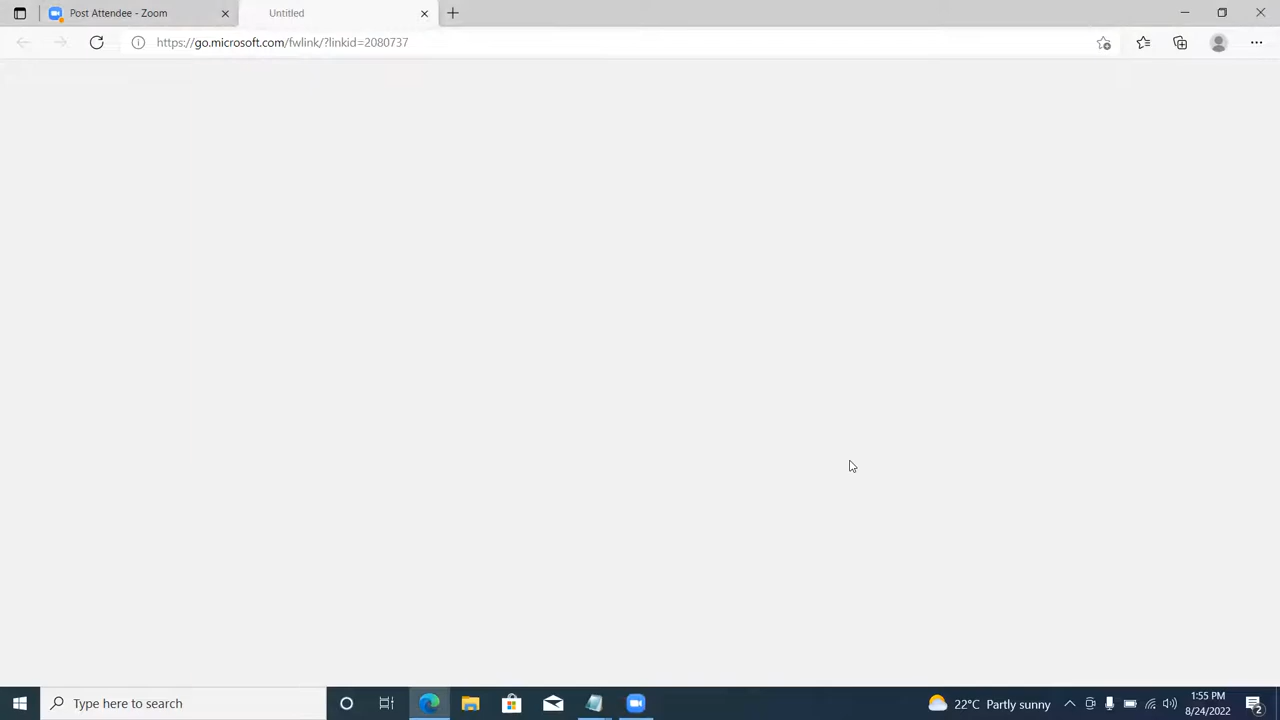 Post Attendee - Zoom
Untitled
https://go.microsoft.com/fwlink/?linkid=2080737
Type here to search
22°C Partly sunny
1:55 PM
8/24/2022
2